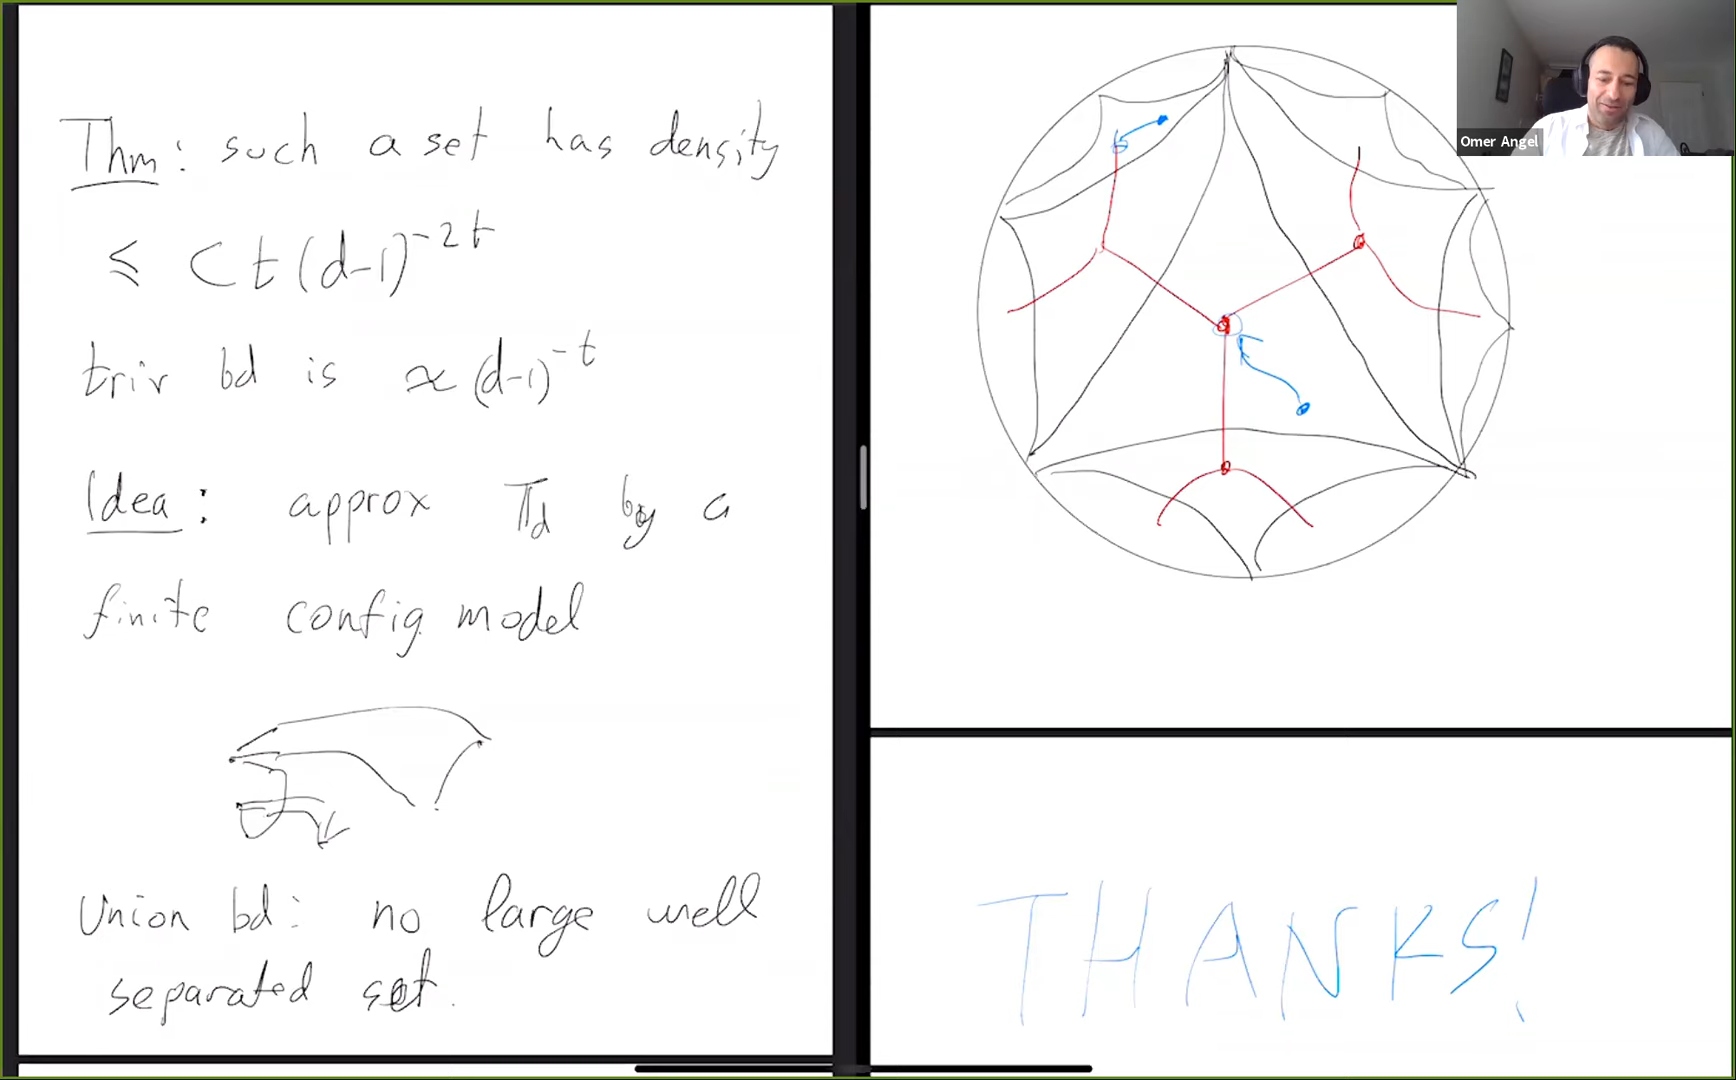 Thm: such a set has density
≤ C t (d-1)^{-2t}
triv bd is ≈ (d-1)^{-t}
Idea: approx 𝕋_d by a
finite config model
Union bd: no large well
separated set.
Omer Angel
THANKS!